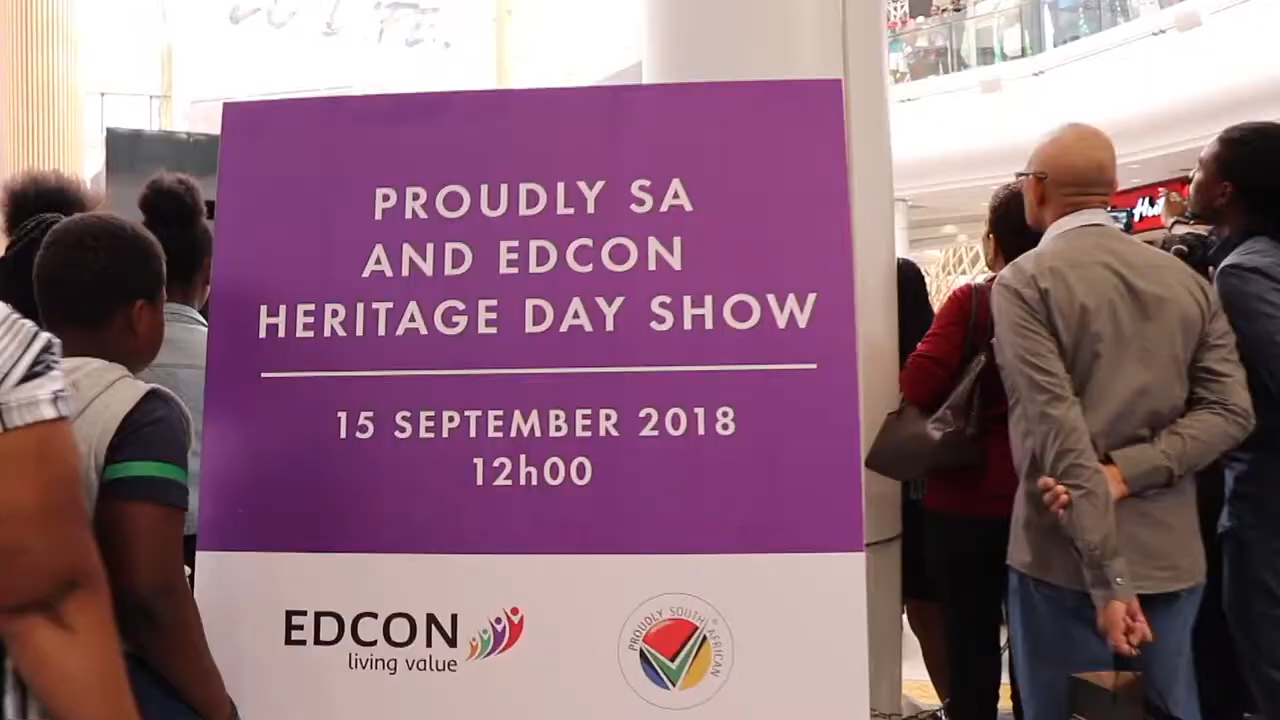 PROUDLY SA
AND EDCON
HERITAGE DAY SHOW
15 SEPTEMBER 2018
12h00
EDCON
living value
PROUDLY SOUTH AFRICAN